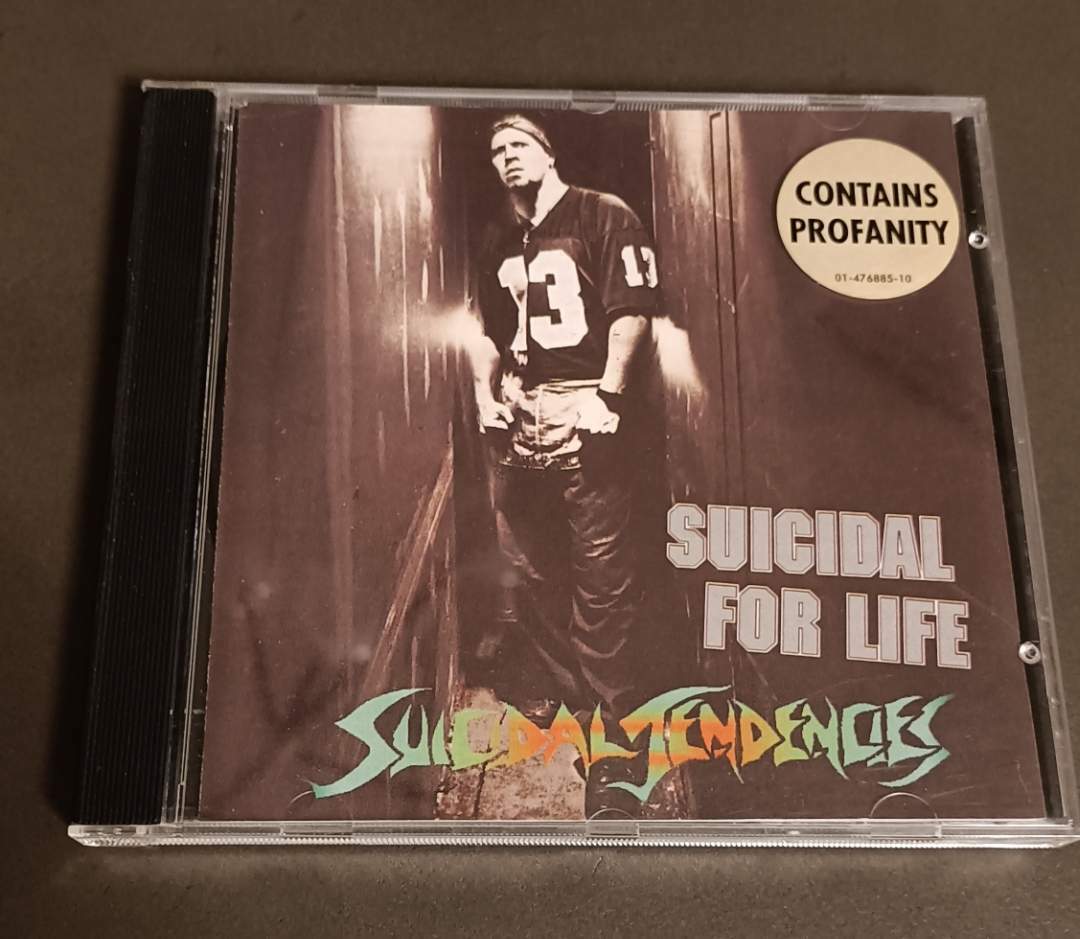 CONTAINS
PROFANITY
01-476885-10
13
13
SUICIDAL
FOR LIFE
SUICIDAL TENDENCIES